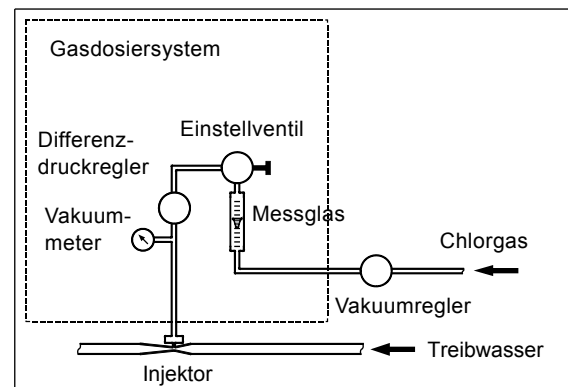 Gasdosiersystem
Einstellventil
Differenz-
druckregler
Vakuum-
meter
Messglas
Chlorgas
Vakuumregler
Treibwasser
Injektor